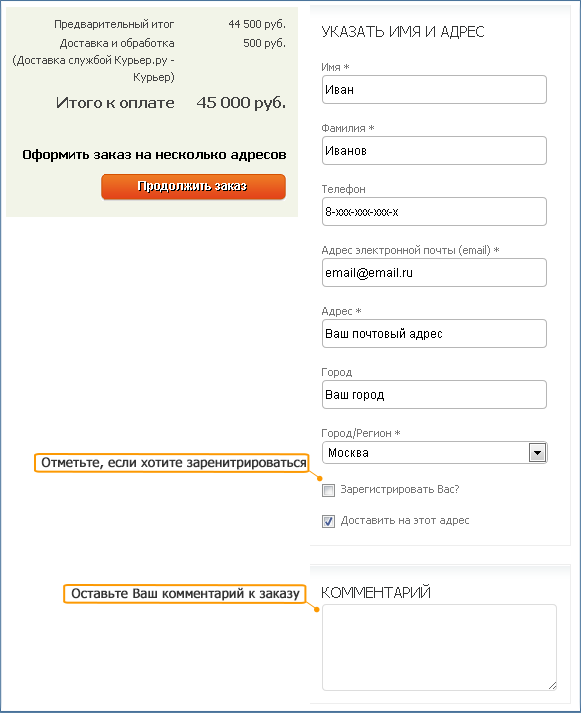 Предварительный итог 44 500 руб.
Доставка и обработка 500 руб.
(Доставка службой Курьер.ру -
Курьер)
Итого к оплате 45 000 руб.
Оформить заказ на несколько адресов
Продолжить заказ
УКАЗАТЬ ИМЯ И АДРЕС
Имя *
Иван
Фамилия *
Иванов
Телефон
8-xxx-xxx-xxx-x
Адрес электронной почты (email) *
email@email.ru
Адрес *
Ваш почтовый адрес
Город
Ваш город
Город/Регион *
Москва
Отметьте, если хотите заренитрироваться
Зарегистрировать Вас?
Доставить на этот адрес
Оставьте Ваш комментарий к заказу
КОММЕНТАРИЙ